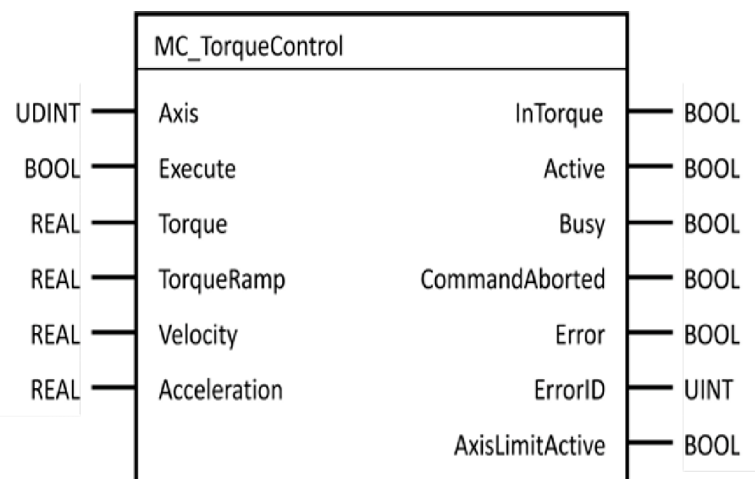 MC_TorqueControl
UDINT Axis InTorque BOOL
BOOL Execute Active BOOL
REAL Torque Busy BOOL
REAL TorqueRamp CommandAborted BOOL
REAL Velocity Error BOOL
REAL Acceleration ErrorID UINT
AxisLimitActive BOOL